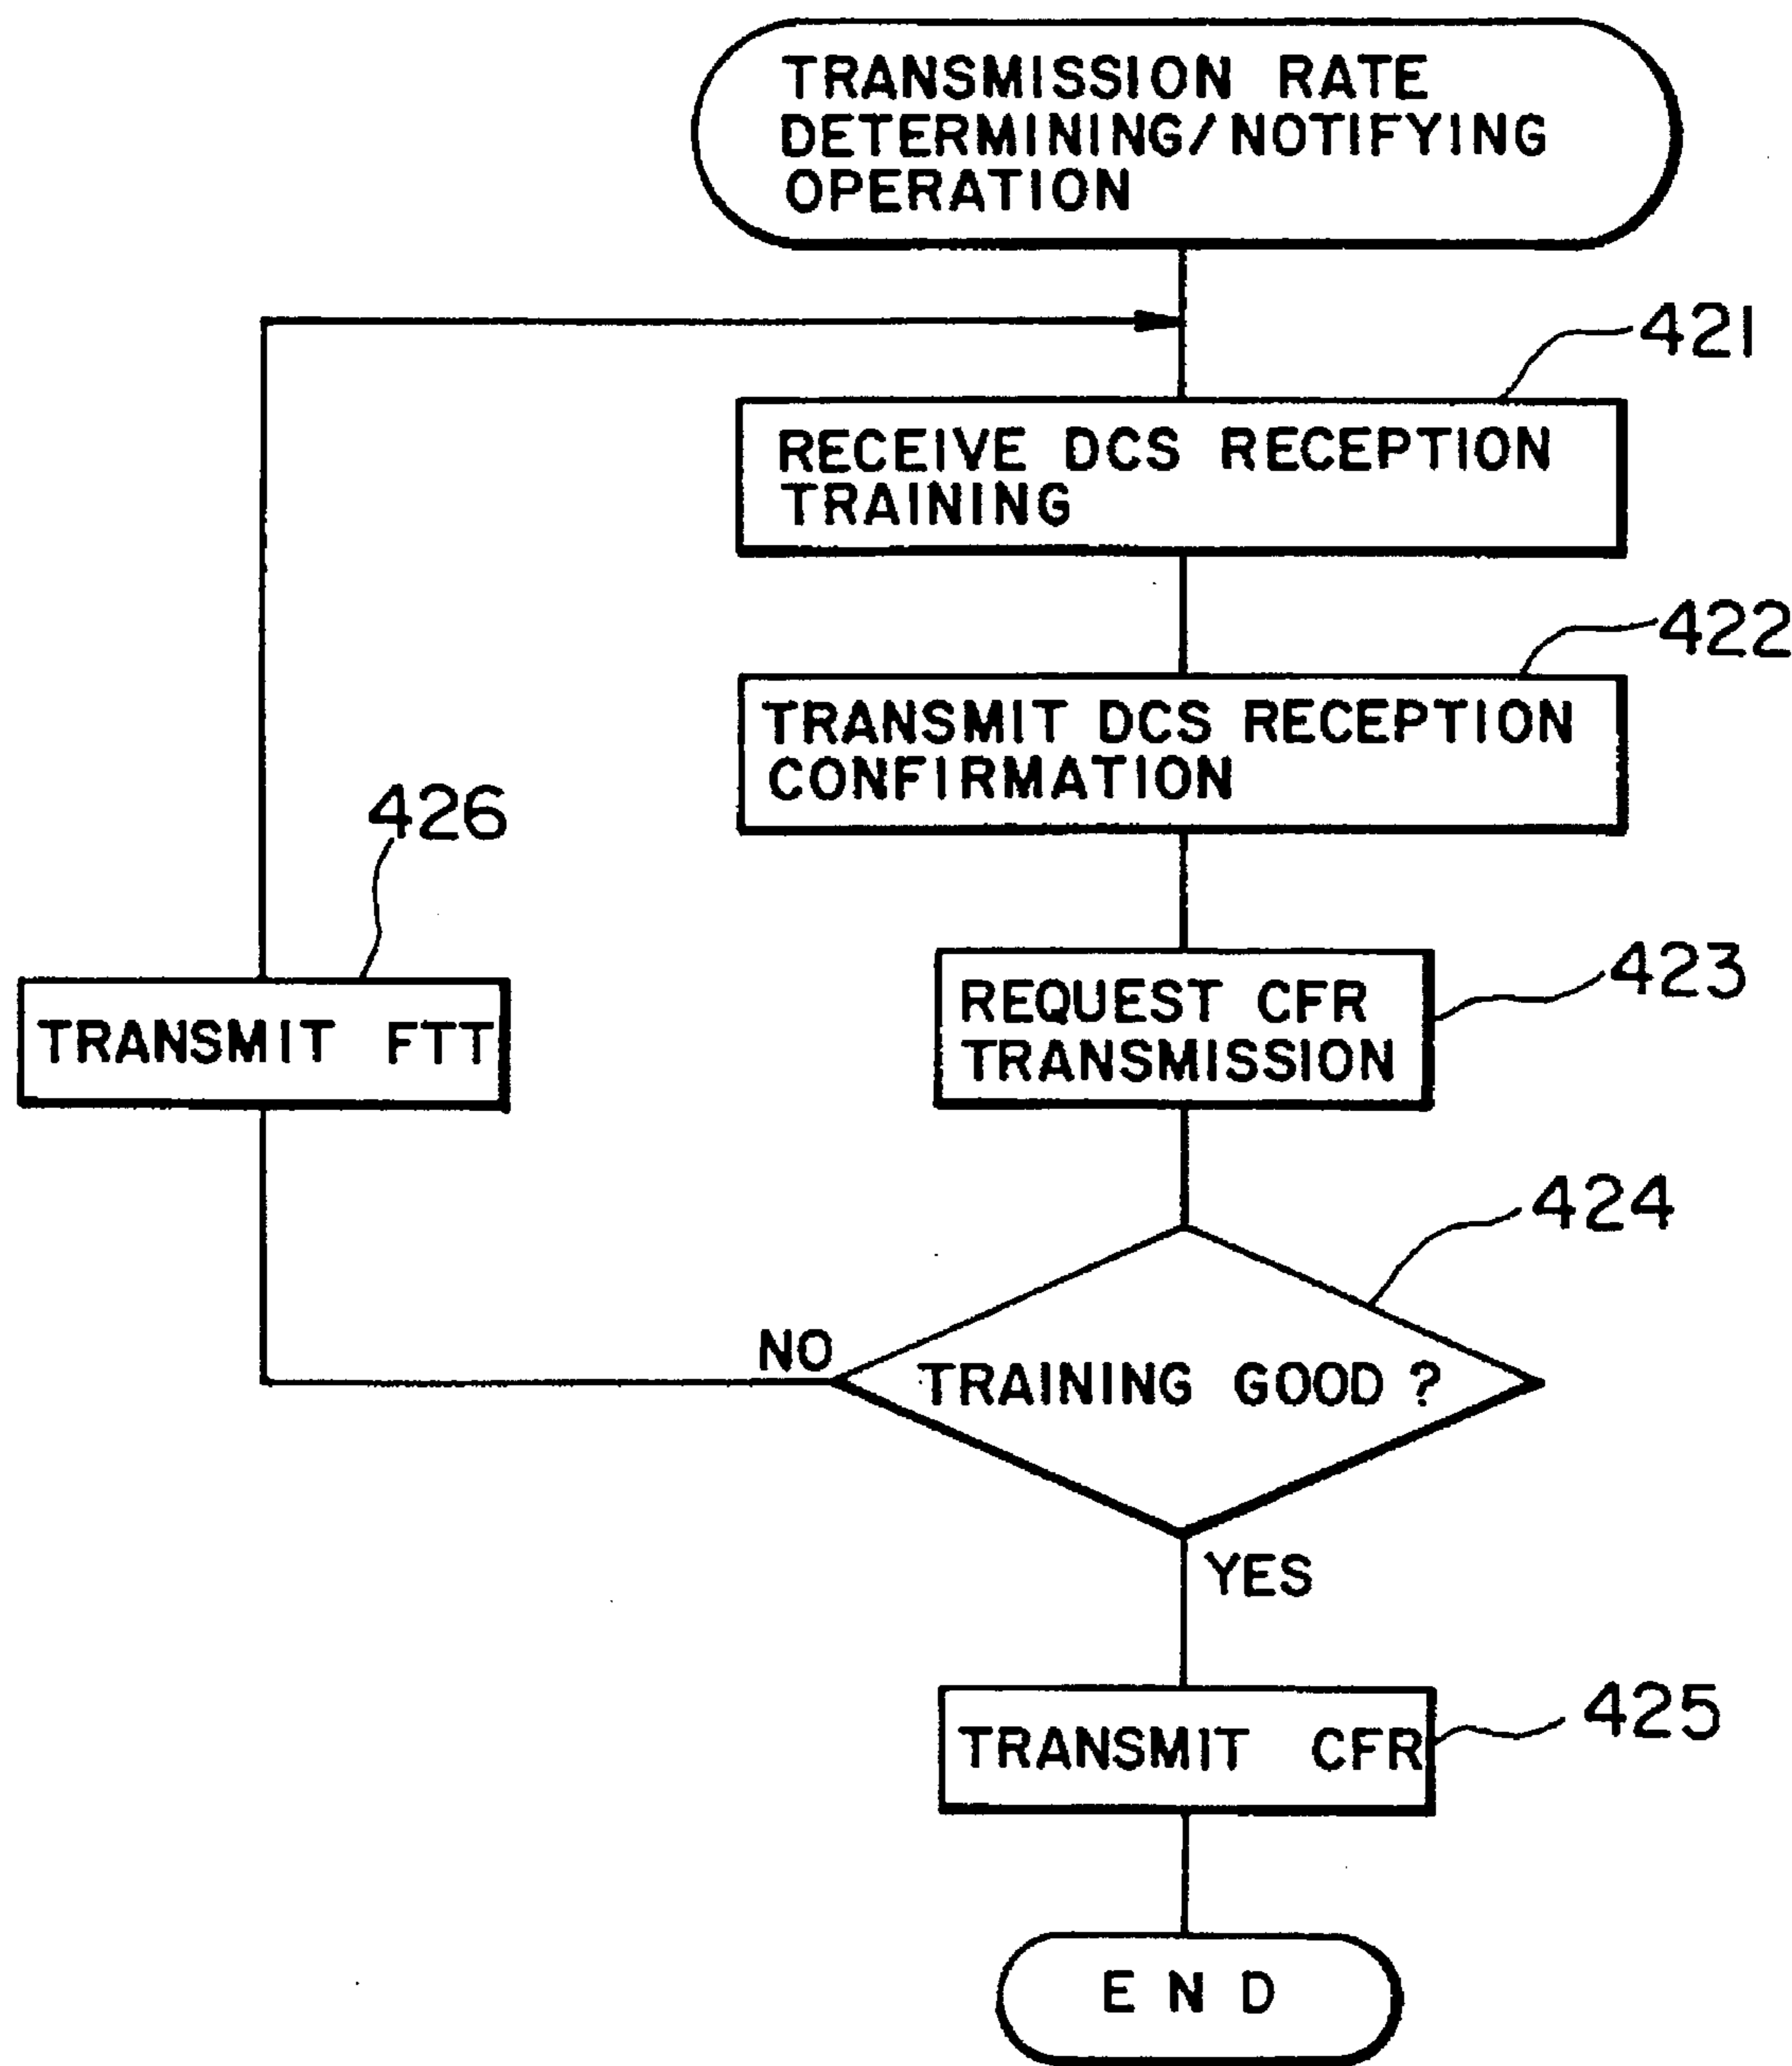 TRANSMISSION RATE
DETERMINING/NOTIFYING
OPERATION
421
RECEIVE DCS RECEPTION
TRAINING
422
TRANSMIT DCS RECEPTION
CONFIRMATION
426
TRANSMIT FTT
423
REQUEST CFR
TRANSMISSION
424
NO
TRAINING GOOD ?
YES
425
TRANSMIT CFR
END